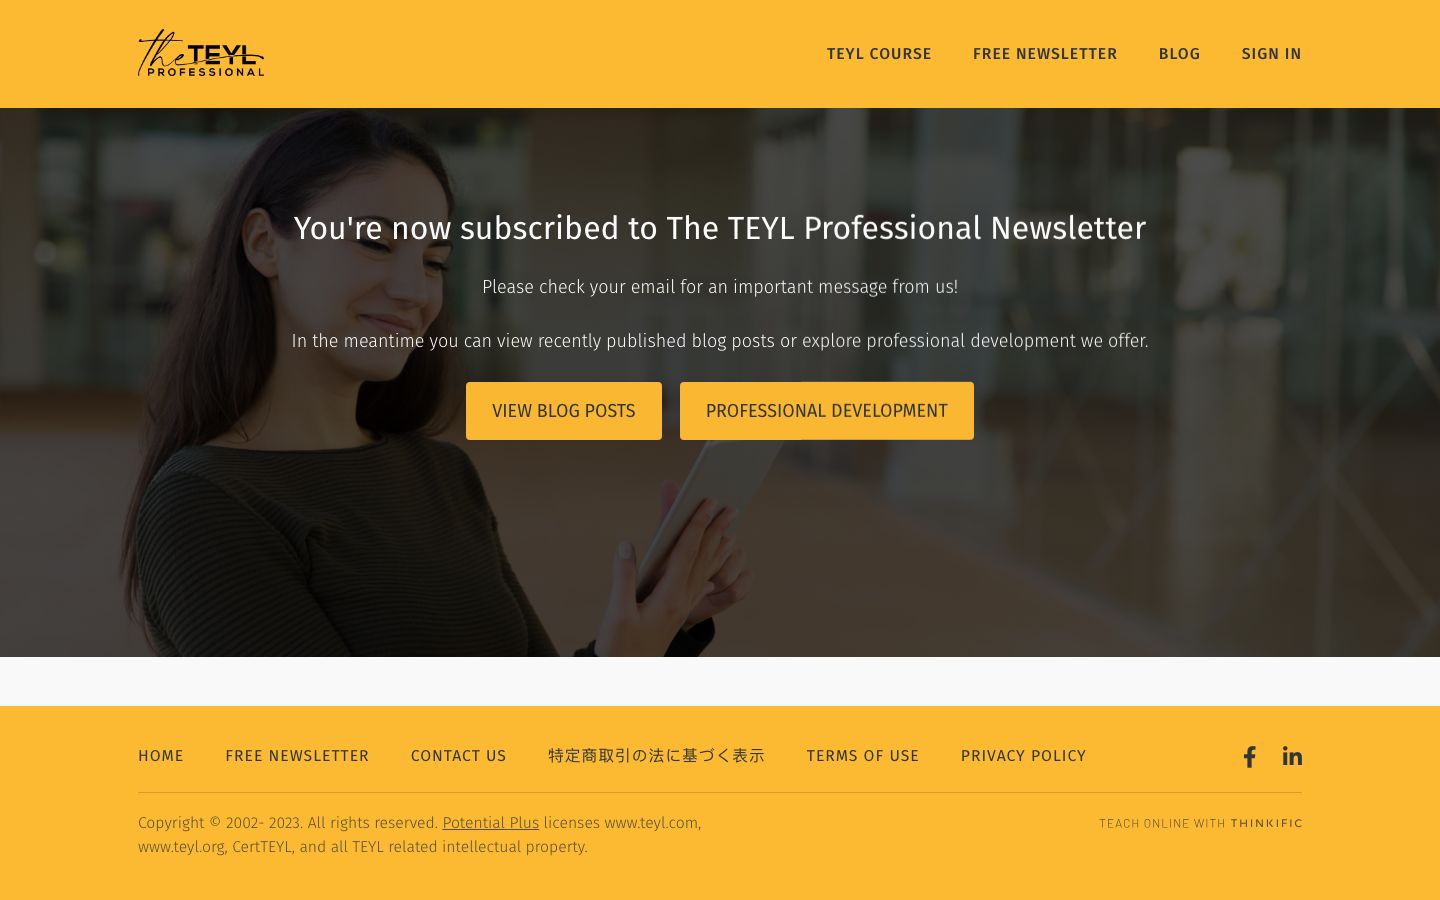 the TEYL
PROFESSIONAL
TEYL COURSE FREE NEWSLETTER BLOG SIGN IN
You're now subscribed to The TEYL Professional Newsletter
Please check your email for an important message from us!
In the meantime you can view recently published blog posts or explore professional development we offer.
VIEW BLOG POSTS PROFESSIONAL DEVELOPMENT
HOME FREE NEWSLETTER CONTACT US 特定商取引の法に基づく表示 TERMS OF USE PRIVACY POLICY
Copyright © 2002- 2023. All rights reserved. Potential Plus licenses www.teyl.com,
www.teyl.org, CertTEYL, and all TEYL related intellectual property.
TEACH ONLINE WITH THINKIFIC